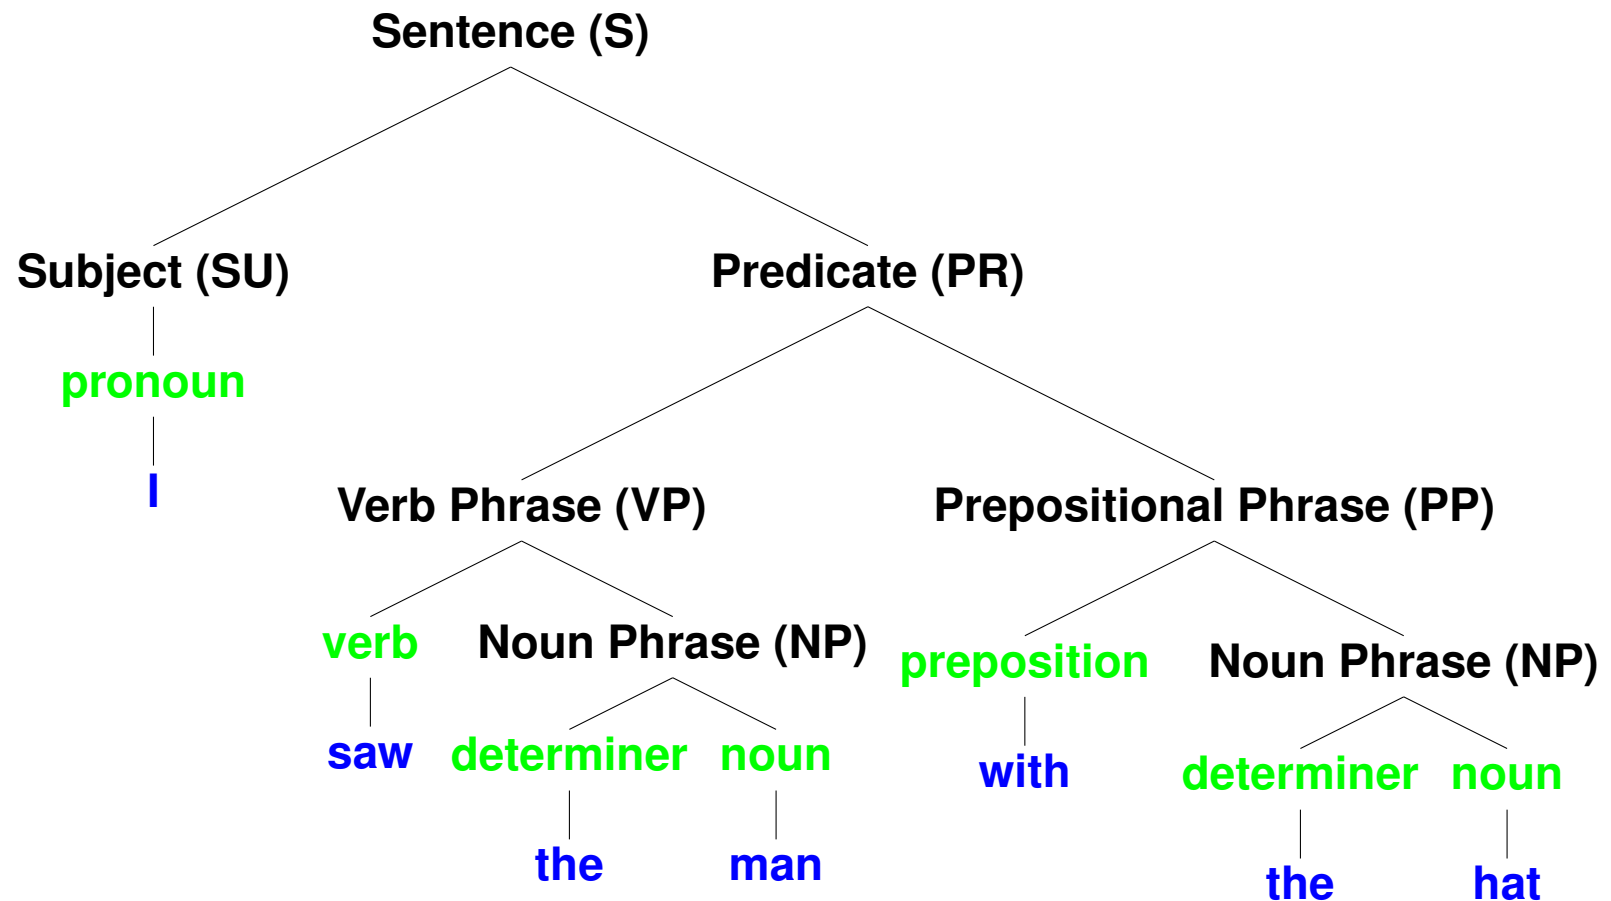 Sentence (S)
Subject (SU) Predicate (PR)
pronoun
I
Verb Phrase (VP) Prepositional Phrase (PP)
verb Noun Phrase (NP) preposition Noun Phrase (NP)
saw determiner noun with determiner noun
the man the hat